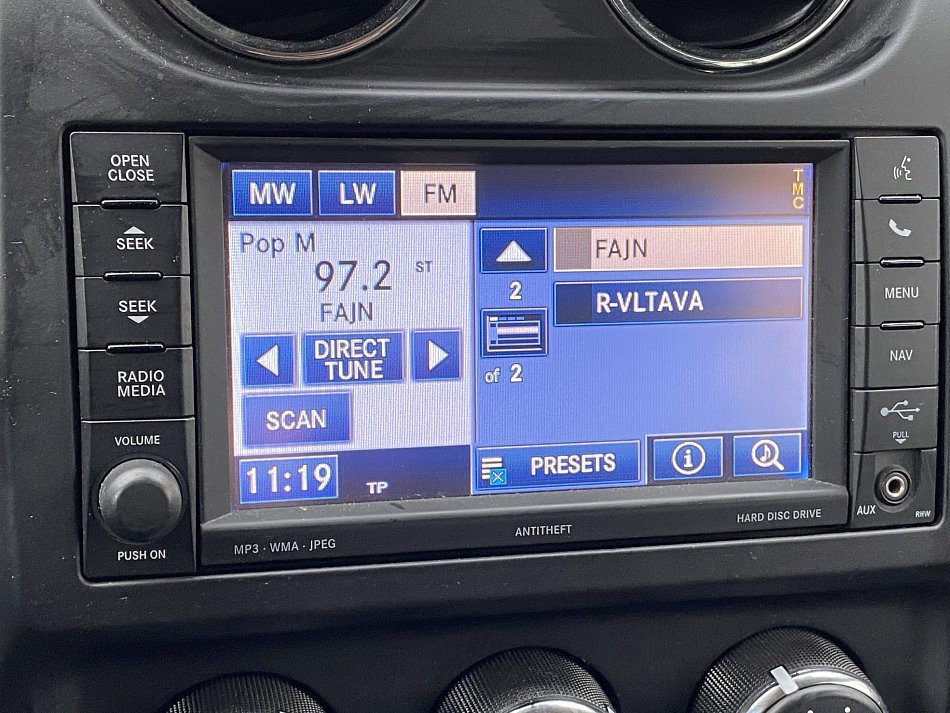 OPEN
CLOSE
SEEK
SEEK
RADIO
MEDIA
VOLUME
PUSH ON
MW
LW
FM
TMC
Pop M
97.2
ST
FAJN
DIRECT
TUNE
SCAN
11:19
TP
2
of 2
FAJN
R-VLTAVA
PRESETS
i
MP3 · WMA · JPEG
ANTITHEFT
HARD DISC DRIVE
MENU
NAV
PULL
AUX
RHW